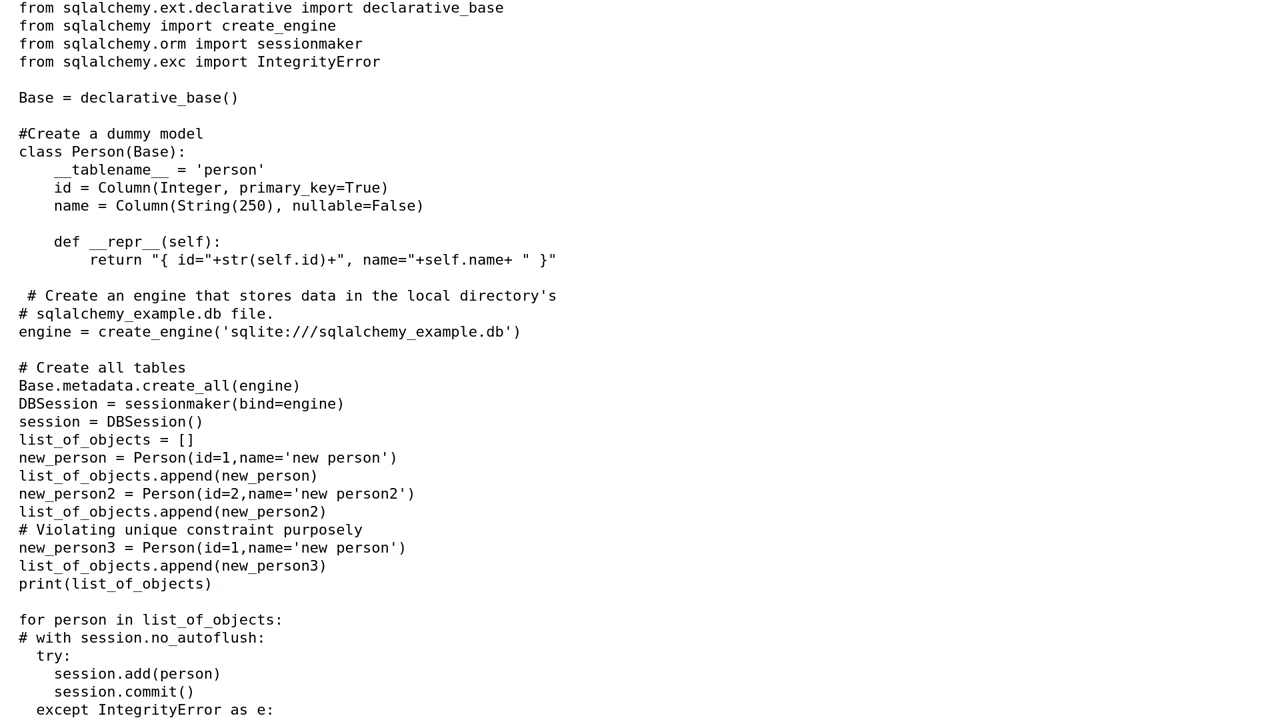 from sqlalchemy.ext.declarative import declarative_base
from sqlalchemy import create_engine
from sqlalchemy.orm import sessionmaker
from sqlalchemy.exc import IntegrityError

Base = declarative_base()

#Create a dummy model
class Person(Base):
    __tablename__ = 'person'
    id = Column(Integer, primary_key=True)
    name = Column(String(250), nullable=False)

    def __repr__(self):
        return "{ id="+str(self.id)+", name="+self.name+ " }"

 # Create an engine that stores data in the local directory's
# sqlalchemy_example.db file.
engine = create_engine('sqlite:///sqlalchemy_example.db')

# Create all tables
Base.metadata.create_all(engine)
DBSession = sessionmaker(bind=engine)
session = DBSession()
list_of_objects = []
new_person = Person(id=1,name='new person')
list_of_objects.append(new_person)
new_person2 = Person(id=2,name='new person2')
list_of_objects.append(new_person2)
# Violating unique constraint purposely
new_person3 = Person(id=1,name='new person')
list_of_objects.append(new_person3)
print(list_of_objects)

for person in list_of_objects:
# with session.no_autoflush:
  try:
    session.add(person)
    session.commit()
  except IntegrityError as e: